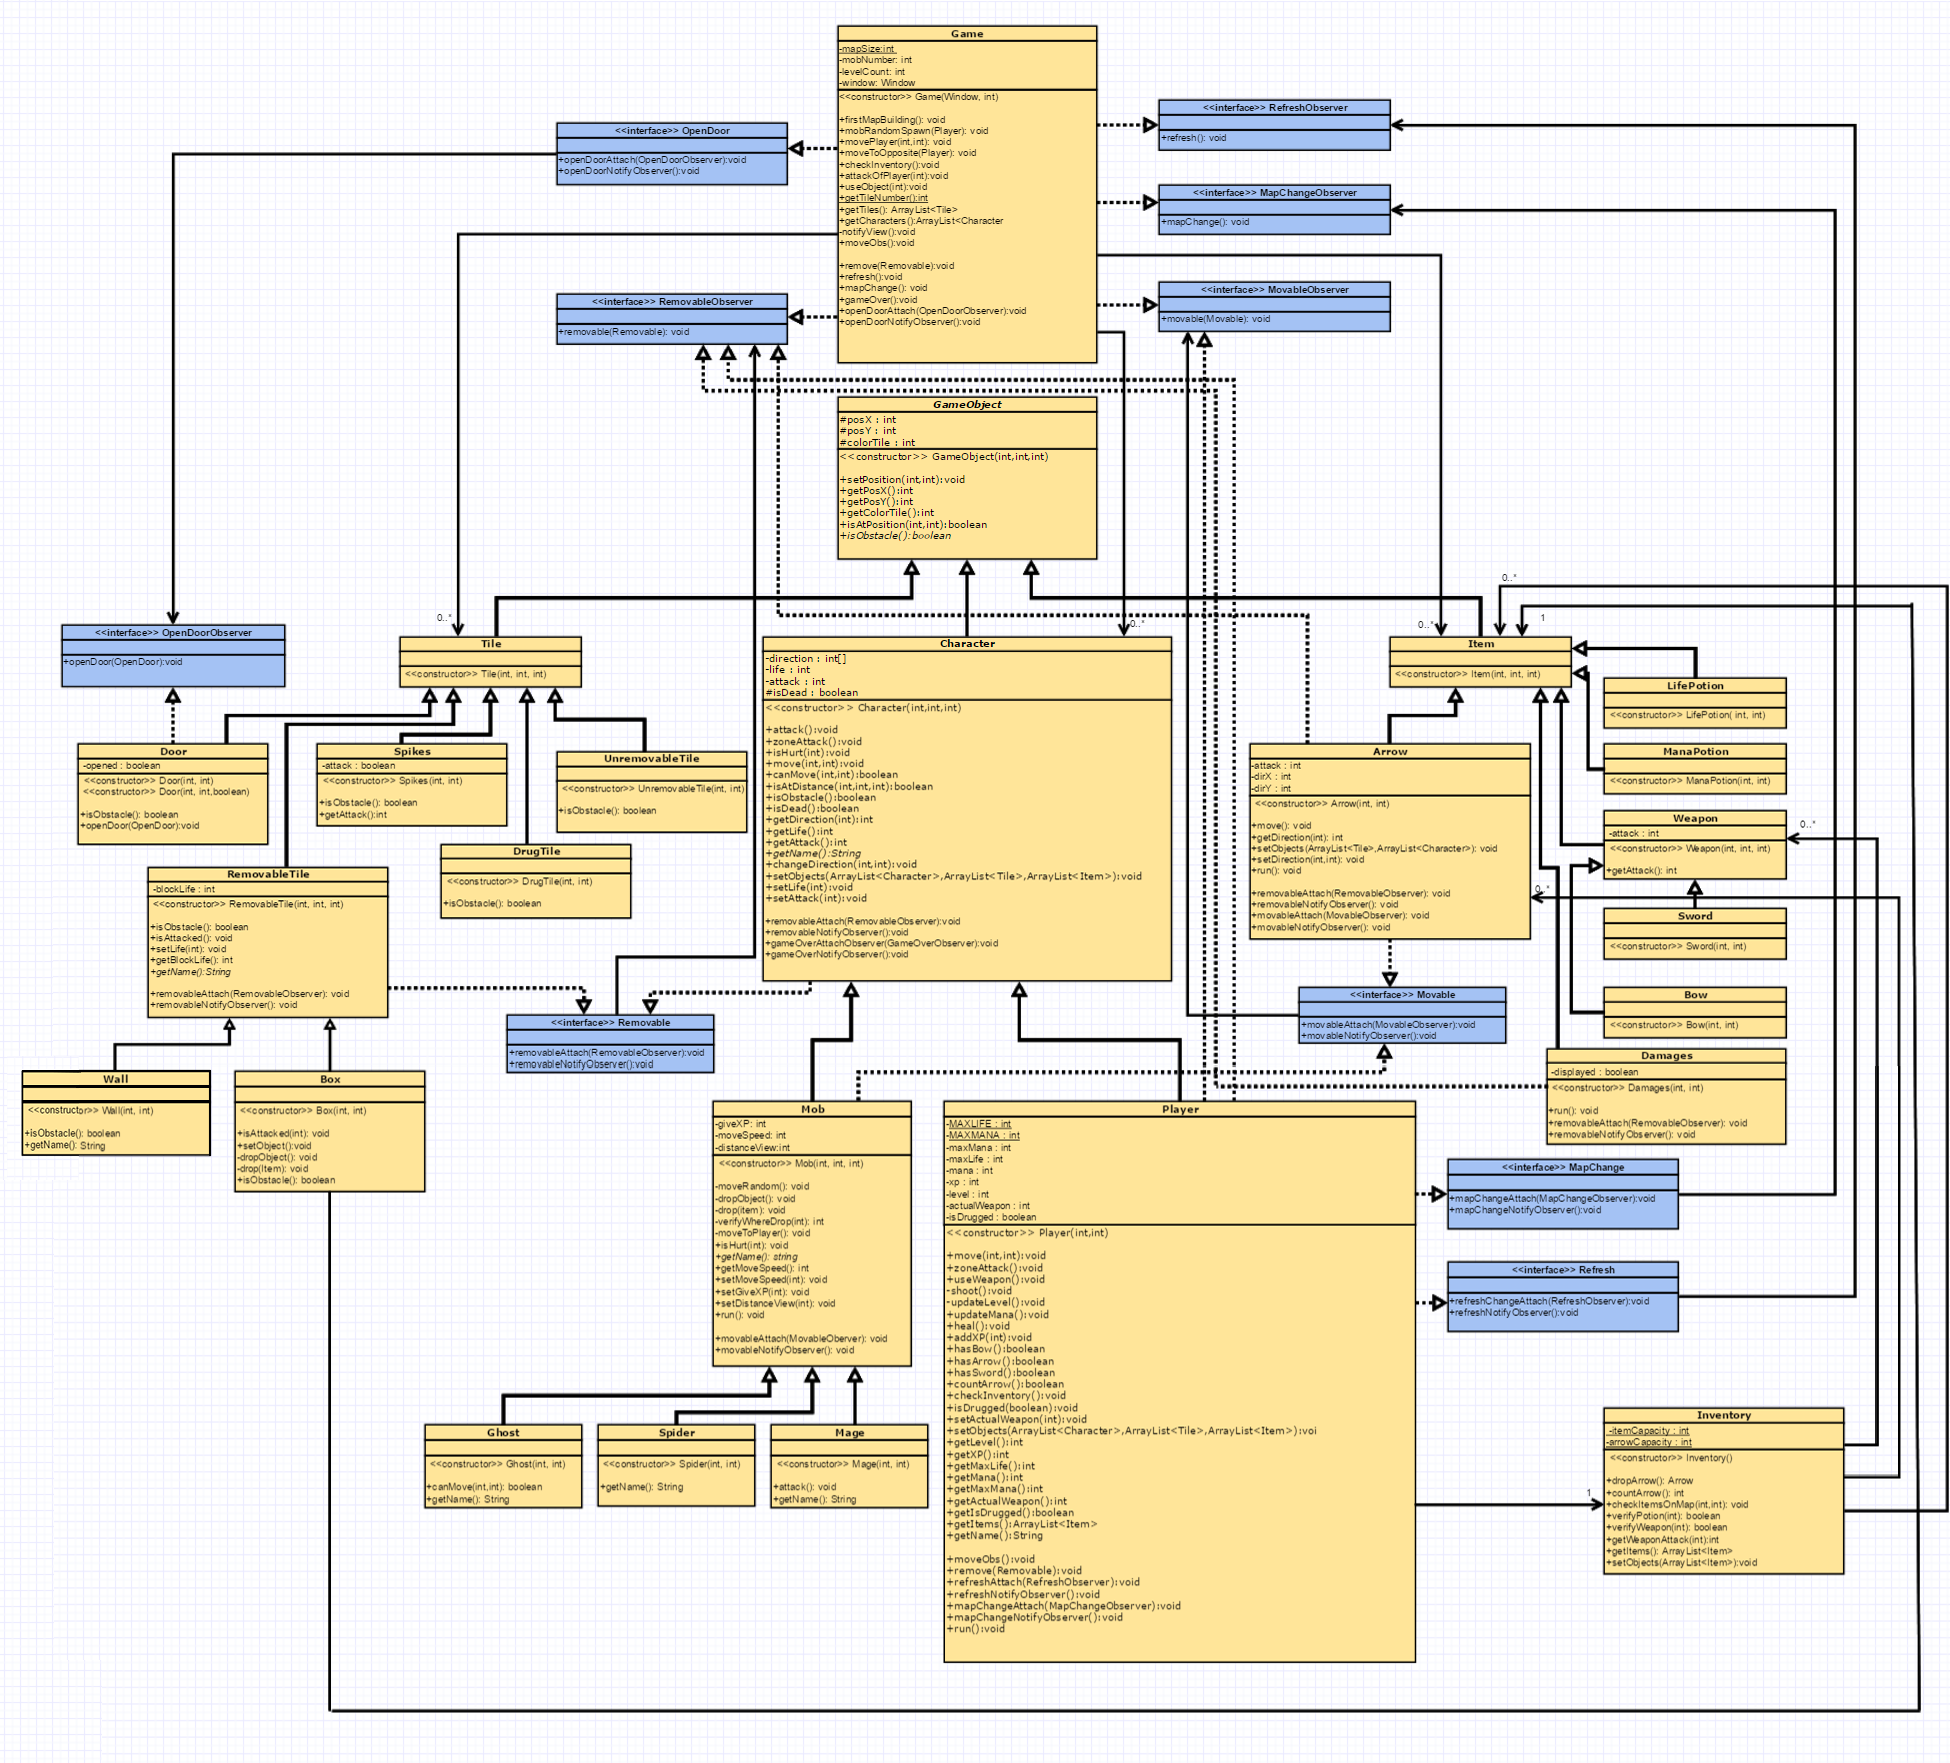 Game
-mapSize:int
-mobNumber: int
-levelCount: int
-window: Window
<<constructor>> Game(Window, int)
+firstMapBuilding(): void
+mobRandomSpawn(Player): void
+movePlayer(int,int): void
+moveToOpposite(Player): void
+checkInventory():void
+attackOfPlayer(int):void
+useObject(int):void
+getTileNumber():int
+getTiles(): ArrayList<Tile>
+getCharacters():ArrayList<Character
-notifyView():void
+moveObs():void
+remove(Removable):void
+refresh():void
+mapChange(): void
+gameOver():void
+openDoorAttach(OpenDoorObserver):void
+openDoorNotifyObserver():void
<<interface>> RefreshObserver
+refresh(): void
<<interface>> OpenDoor
+openDoorAttach(OpenDoorObserver):void
+openDoorNotifyObserver():void
<<interface>> MapChangeObserver
+mapChange(): void
<<interface>> RemovableObserver
+removable(Removable): void
<<interface>> MovableObserver
+movable(Movable): void
GameObject
#posX : int
#posY : int
#colorTile : int
<<constructor>> GameObject(int,int,int)
+setPosition(int,int):void
+getPosX():int
+getPosY():int
+getColorTile():int
+isAtPosition(int,int):boolean
+isObstacle():boolean
0..*
0..*
0..*
0..*
1
<<interface>> OpenDoorObserver
+openDoor(OpenDoor):void
Tile
<<constructor>> Tile(int, int, int)
Character
-direction : int[]
-life : int
-attack : int
#isDead : boolean
<<constructor>> Character(int,int,int)
+attack():void
+zoneAttack():void
+isHurt(int):void
+move(int,int):void
+canMove(int,int):boolean
+isAtDistance(int,int,int):boolean
+isObstacle():boolean
+isDead():boolean
+getDirection(int):int
+getLife():int
+getAttack():int
+getName():String
+changeDirection(int,int):void
+setObjects(ArrayList<Character>,ArrayList<Tile>,ArrayList<Item>):void
+setLife(int):void
+setAttack(int):void
+removableAttach(RemovableObserver):void
+removableNotifyObserver():void
+gameOverAttachObserver(GameOverObserver):void
+gameOverNotifyObserver():void
Item
<<constructor>> Item(int, int, int)
LifePotion
<<constructor>> LifePotion( int, int)
Door
-opened : boolean
<<constructor>> Door(int, int)
<<constructor>> Door(int, int,boolean)
+isObstacle(): boolean
+openDoor(OpenDoor):void
Spikes
-attack : boolean
<<constructor>> Spikes(int, int)
+isObstacle(): boolean
+getAttack():int
UnremovableTile
<<constructor>> UnremovableTile(int, int)
+isObstacle(): boolean
Arrow
-attack : int
-dirX : int
-dirY : int
<<constructor>> Arrow(int, int)
+move(): void
+getDirection(int): int
+setObjects(ArrayList<Tile>,ArrayList<Character>): void
+setDirection(int,int): void
+run(): void
+removableAttach(RemovableObserver): void
+removableNotifyObserver(): void
+movableAttach(MovableObserver): void
+movableNotifyObserver(): void
ManaPotion
<<constructor>> ManaPotion(int, int)
Weapon
-attack : int
<<constructor>> Weapon(int, int, int)
+getAttack(): int
0..*
0..*
DrugTile
<<constructor>> DrugTile(int, int)
+isObstacle(): boolean
RemovableTile
-blockLife : int
<<constructor>> RemovableTile(int, int, int)
+isObstacle(): boolean
+isAttacked(): void
+setLife(int): void
+getBlockLife(): int
+getName():String
+removableAttach(RemovableObserver): void
+removableNotifyObserver(): void
Sword
<<constructor>> Sword(int, int)
<<interface>> Removable
+removableAttach(RemovableObserver):void
+removableNotifyObserver():void
<<interface>> Movable
+movableAttach(MovableObserver):void
+movableNotifyObserver():void
Bow
<<constructor>> Bow(int, int)
Damages
-displayed : boolean
<<constructor>> Damages(int, int)
+run(): void
+removableAttach(RemovableObserver): void
+removableNotifyObserver(): void
Wall
<<constructor>> Wall(int, int)
+isObstacle(): boolean
+getName(): String
Box
<<constructor>> Box(int, int)
+isAttacked(int): void
+setObject():void
-dropObject(): void
-drop(Item): void
+isObstacle(): boolean
Mob
-giveXP: int
-moveSpeed: int
-distanceView:int
<<constructor>> Mob(int, int, int)
-moveRandom(): void
-dropObject(): void
-drop(item): void
-verifyWhereDrop(int): int
-moveToPlayer(): void
+isHurt(int): void
+getName(): string
+getMoveSpeed(): int
+setMoveSpeed(int): void
+setGiveXP(int): void
+setDistanceView(int): void
+run(): void
+movableAttach(MovableOberver): void
+movableNotifyObserver(): void
Player
-MAXLIFE : int
-MAXMANA : int
-maxMana : int
-maxLife : int
-mana : int
-xp : int
-level : int
-actualWeapon : int
-isDrugged : boolean
<<constructor>> Player(int,int)
+move(int,int):void
+zoneAttack():void
+useWeapon():void
-shoot():void
-updateLevel():void
+updateMana():void
+heal():void
+addXP(int):void
+hasBow():boolean
+hasArrow():boolean
+hasSword():boolean
+countArrow():boolean
+checkInventory():void
+isDrugged(boolean):void
+setActualWeapon(int):void
+setObjects(ArrayList<Character>,ArrayList<Tile>,ArrayList<Item>):voi
+getLevel():int
+getXP():int
+getMaxLife():int
+getMana():int
+getMaxMana():int
+getActualWeapon():int
+getIsDrugged():boolean
+getItems():ArrayList<Item>
+getName():String
+moveObs():void
+remove(Removable):void
+refreshAttach(RefreshObserver):void
+refreshNotifyObserver():void
+mapChangeAttach(MapChangeObserver):void
+mapChangeNotifyObserver():void
+run():void
<<interface>> MapChange
+mapChangeAttach(MapChangeObserver):void
+mapChangeNotifyObserver():void
<<interface>> Refresh
+refreshChangeAttach(RefreshObserver):void
+refreshNotifyObserver():void
Ghost
<<constructor>> Ghost(int, int)
+canMove(int,int): boolean
+getName(): String
Spider
<<constructor>> Spider(int, int)
+getName(): String
Mage
<<constructor>> Mage(int, int)
+attack(): void
+getName(): String
1
Inventory
-itemCapacity : int
-arrowCapacity : int
<<constructor>> Inventory()
+dropArrow(): Arrow
+countArrow(): int
+checkItemsOnMap(int,int): void
+verifyPotion(int): boolean
+verifyWeapon(int): boolean
+getWeaponAttack(int):int
+getItems(): ArrayList<Item>
+setObjects(ArrayList<Item>):void